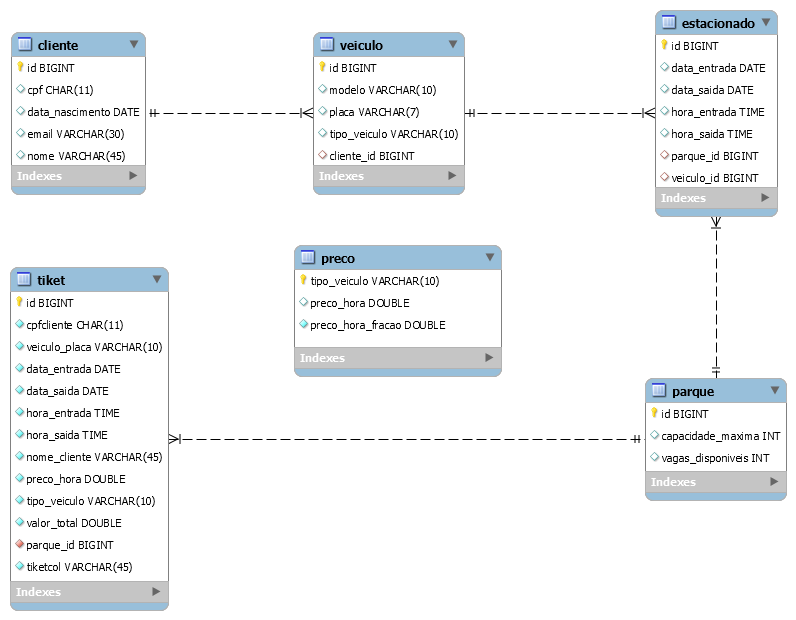 cliente
id BIGINT
cpf CHAR(11)
data_nascimento DATE
email VARCHAR(30)
nome VARCHAR(45)
Indexes
veiculo
id BIGINT
modelo VARCHAR(10)
placa VARCHAR(7)
tipo_veiculo VARCHAR(10)
cliente_id BIGINT
Indexes
estacionado
id BIGINT
data_entrada DATE
data_saida DATE
hora_entrada TIME
hora_saida TIME
parque_id BIGINT
veiculo_id BIGINT
Indexes
tiket
id BIGINT
cpfcliente CHAR(11)
veiculo_placa VARCHAR(10)
data_entrada DATE
data_saida DATE
hora_entrada TIME
hora_saida TIME
nome_cliente VARCHAR(45)
preco_hora DOUBLE
tipo_veiculo VARCHAR(10)
valor_total DOUBLE
parque_id BIGINT
tiketcol VARCHAR(45)
Indexes
preco
tipo_veiculo VARCHAR(10)
preco_hora DOUBLE
preco_hora_fracao DOUBLE
Indexes
parque
id BIGINT
capacidade_maxima INT
vagas_disponiveis INT
Indexes